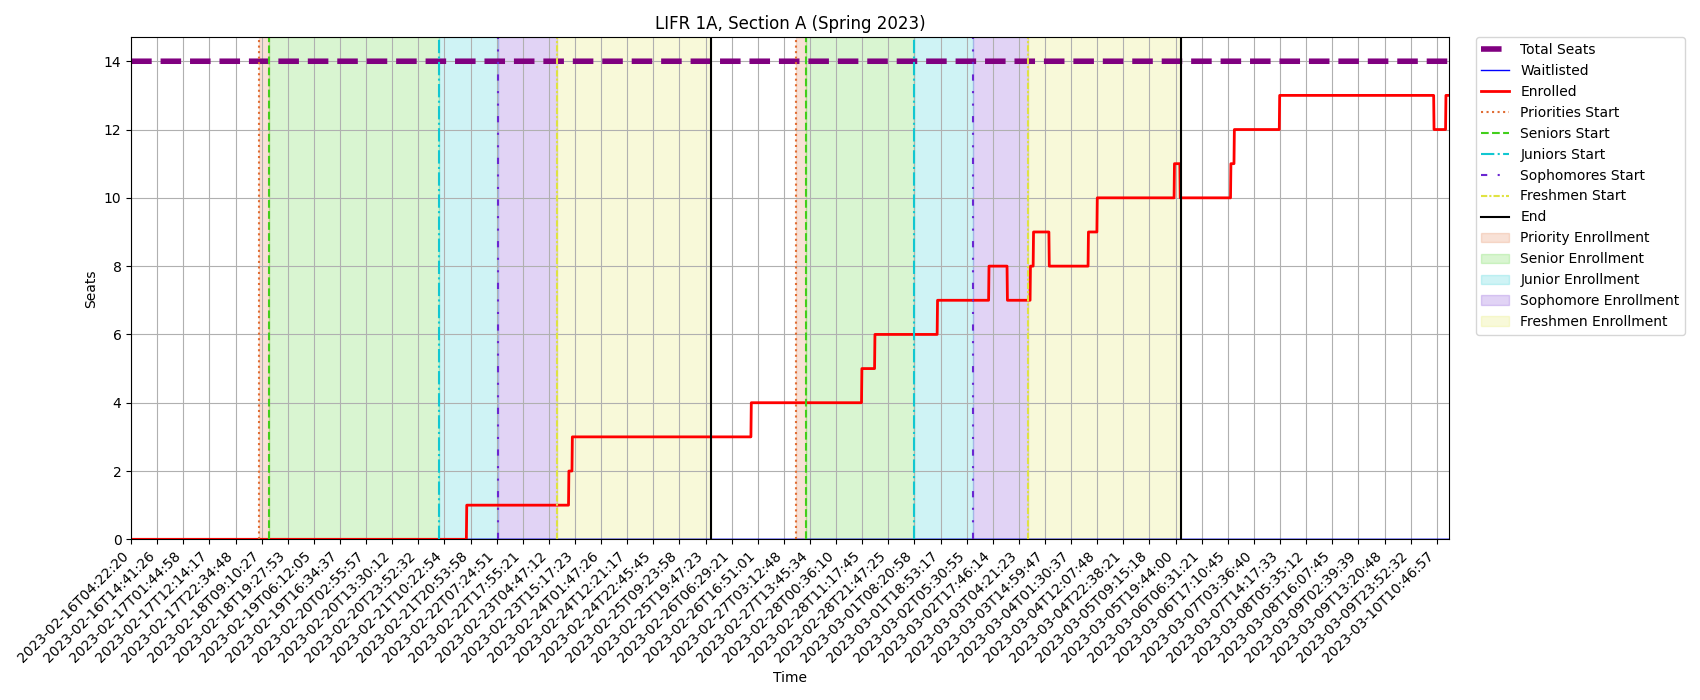 LIFR 1A, Section A (Spring 2023)
Seats
14
12
10
8
6
4
2
0
2023-02-16T04:22:20
2023-02-16T14:41:26
2023-02-17T01:44:58
2023-02-17T12:14:17
2023-02-17T22:34:48
2023-02-18T09:10:27
2023-02-18T19:27:53
2023-02-19T06:12:05
2023-02-19T16:34:37
2023-02-20T02:55:57
2023-02-20T13:30:12
2023-02-20T23:52:32
2023-02-21T10:22:54
2023-02-21T20:53:58
2023-02-22T07:24:51
2023-02-22T17:55:21
2023-02-23T04:47:12
2023-02-23T15:17:23
2023-02-24T01:47:26
2023-02-24T12:21:17
2023-02-24T22:45:45
2023-02-25T09:23:58
2023-02-25T19:47:23
2023-02-26T06:29:21
2023-02-26T16:51:01
2023-02-27T03:12:48
2023-02-27T13:45:34
2023-02-28T00:36:10
2023-02-28T11:17:45
2023-02-28T21:47:25
2023-03-01T08:20:58
2023-03-01T18:53:17
2023-03-02T05:30:55
2023-03-02T17:46:14
2023-03-03T04:21:23
2023-03-03T14:59:47
2023-03-04T01:30:37
2023-03-04T12:07:48
2023-03-04T22:38:21
2023-03-05T09:15:18
2023-03-05T19:44:00
2023-03-06T06:31:21
2023-03-06T17:10:45
2023-03-07T03:36:40
2023-03-07T14:17:33
2023-03-08T05:35:12
2023-03-08T16:07:45
2023-03-09T02:39:39
2023-03-09T13:20:48
2023-03-09T23:52:32
2023-03-10T10:46:57
Time
Total Seats
Waitlisted
Enrolled
Priorities Start
Seniors Start
Juniors Start
Sophomores Start
Freshmen Start
End
Priority Enrollment
Senior Enrollment
Junior Enrollment
Sophomore Enrollment
Freshmen Enrollment